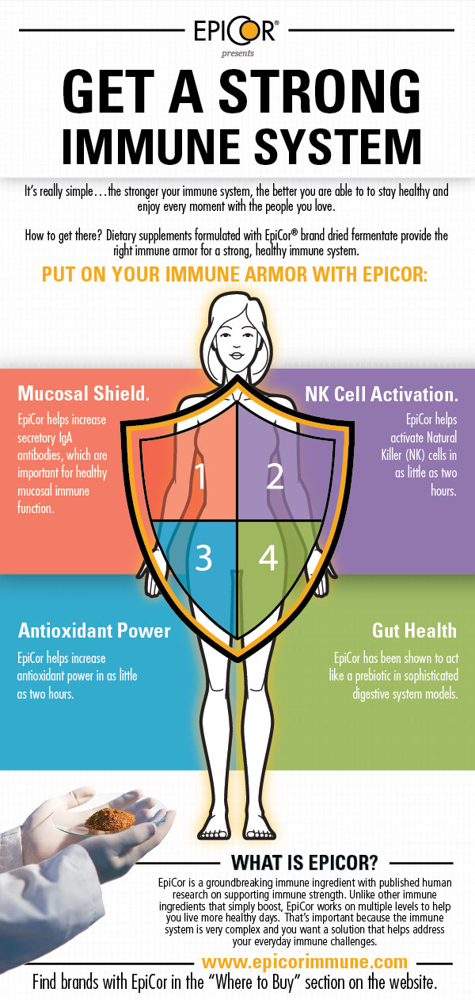 EPICOR®
presents
GET A STRONG
IMMUNE SYSTEM
It's really simple...the stronger your immune system, the better you are able to to stay healthy and
enjoy every moment with the people you love.
How to get there? Dietary supplements formulated with EpiCor® brand dried fermentate provide the
right immune armor for a strong, healthy immune system.
PUT ON YOUR IMMUNE ARMOR WITH EPICOR:
Mucosal Shield.
EpiCor helps increase
secretory IgA
antibodies, which are
important for healthy
mucosal immune
function.
NK Cell Activation.
EpiCor helps
activate Natural
Killer (NK) cells in
as little as two
hours.
1
2
3
4
Antioxidant Power
EpiCor helps increase
antioxidant power in as little
as two hours.
Gut Health
EpiCor has been shown to act
like a prebiotic in sophisticated
digestive system models.
WHAT IS EPICOR?
EpiCor is a groundbreaking immune ingredient with published human
research on supporting immune strength. Unlike other immune
ingredients that simply boost, EpiCor works on multiple levels to help
you live more healthy days. That's important because the immune
system is very complex and you want a solution that helps address
your everyday immune challenges.
www.epicorimmune.com
Find brands with EpiCor in the "Where to Buy" section on the website.